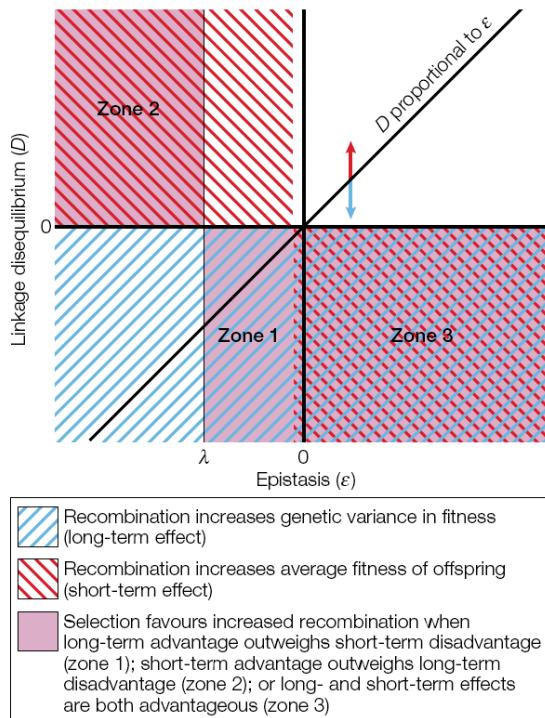 Zone 2
D proportional to ε
Linkage disequilibrium (D)
0
Zone 1
Zone 3
λ
0
Epistasis (ε)
Recombination increases genetic variance in fitness
(long-term effect)
Recombination increases average fitness of offspring
(short-term effect)
Selection favours increased recombination when
long-term advantage outweighs short-term disadvantage
(zone 1); short-term advantage outweighs long-term
disadvantage (zone 2); or long- and short-term effects
are both advantageous (zone 3)